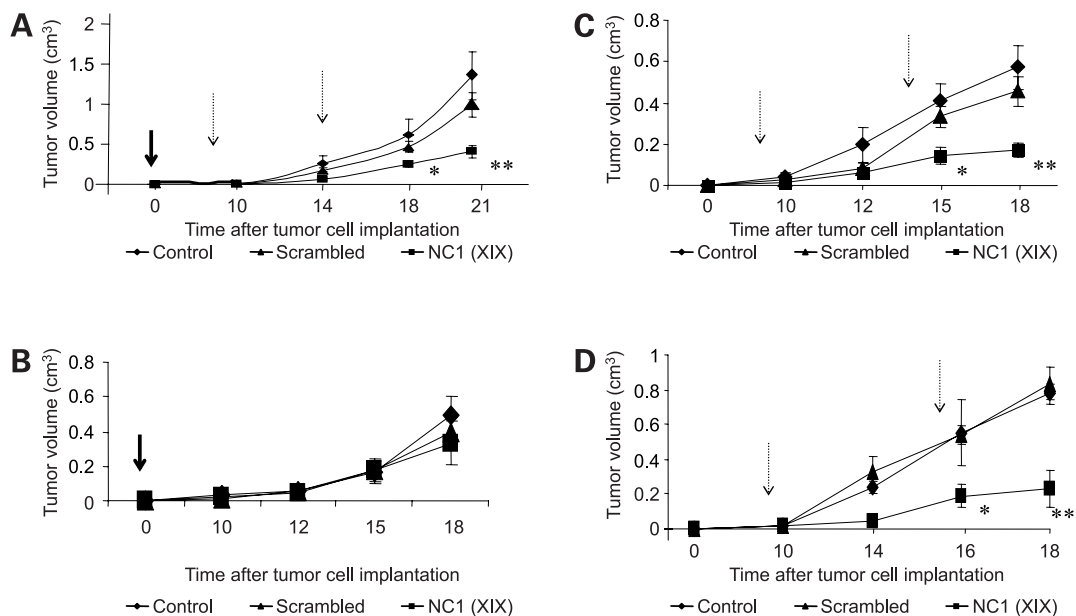 A
Tumor volume (cm³)
2
1.5
1
0.5
0
*
**
0 10 14 18 21
Time after tumor cell implantation
Control Scrambled NC1 (XIX)
C
Tumor volume (cm³)
0.8
0.6
0.4
0.2
0
*
**
0 10 12 15 18
Time after tumor cell implantation
Control Scrambled NC1 (XIX)
B
Tumor volume (cm³)
0.8
0.6
0.4
0.2
0
0 10 12 15 18
Time after tumor cell implantation
Control Scrambled NC1 (XIX)
D
Tumor volume (cm³)
1
0.8
0.6
0.4
0.2
0
*
**
0 10 14 16 18
Time after tumor cell implantation
Control Scrambled NC1 (XIX)